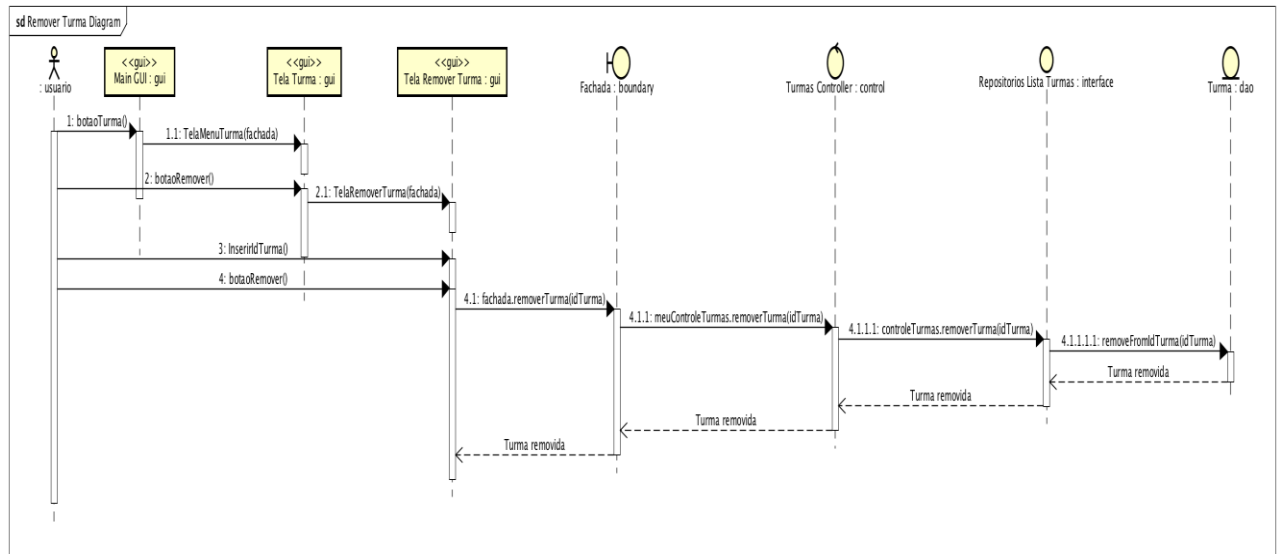 sd Remover Turma Diagram
: usuario
<<gui>>
Main GUI : gui
<<gui>>
Tela Turma : gui
<<gui>>
Tela Remover Turma : gui
Fachada : boundary
Turmas Controller : control
Repositorios Lista Turmas : interface
Turma : dao
1: botaoTurma()
1.1: TelaMenuTurma(fachada)
2: botaoRemover()
2.1: TelaRemoverTurma(fachada)
3: InserirIdTurma()
4: botaoRemover()
4.1: fachada.removerTurma(idTurma)
4.1.1: meuControleTurmas.removerTurma(idTurma)
4.1.1.1: controleTurmas.removerTurma(idTurma)
4.1.1.1.1: removeFromIdTurma(idTurma)
Turma removida
Turma removida
Turma removida
Turma removida